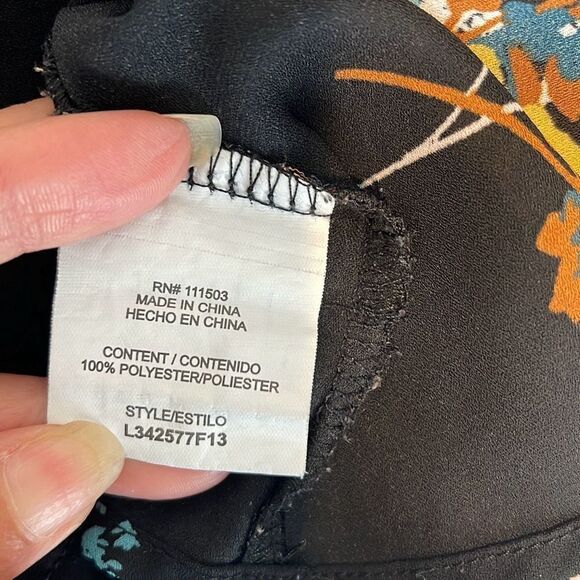 RN# 111503
MADE IN CHINA
HECHO EN CHINA
CONTENT / CONTENIDO
100% POLYESTER/POLIESTER
STYLE/ESTILO
L342577F13